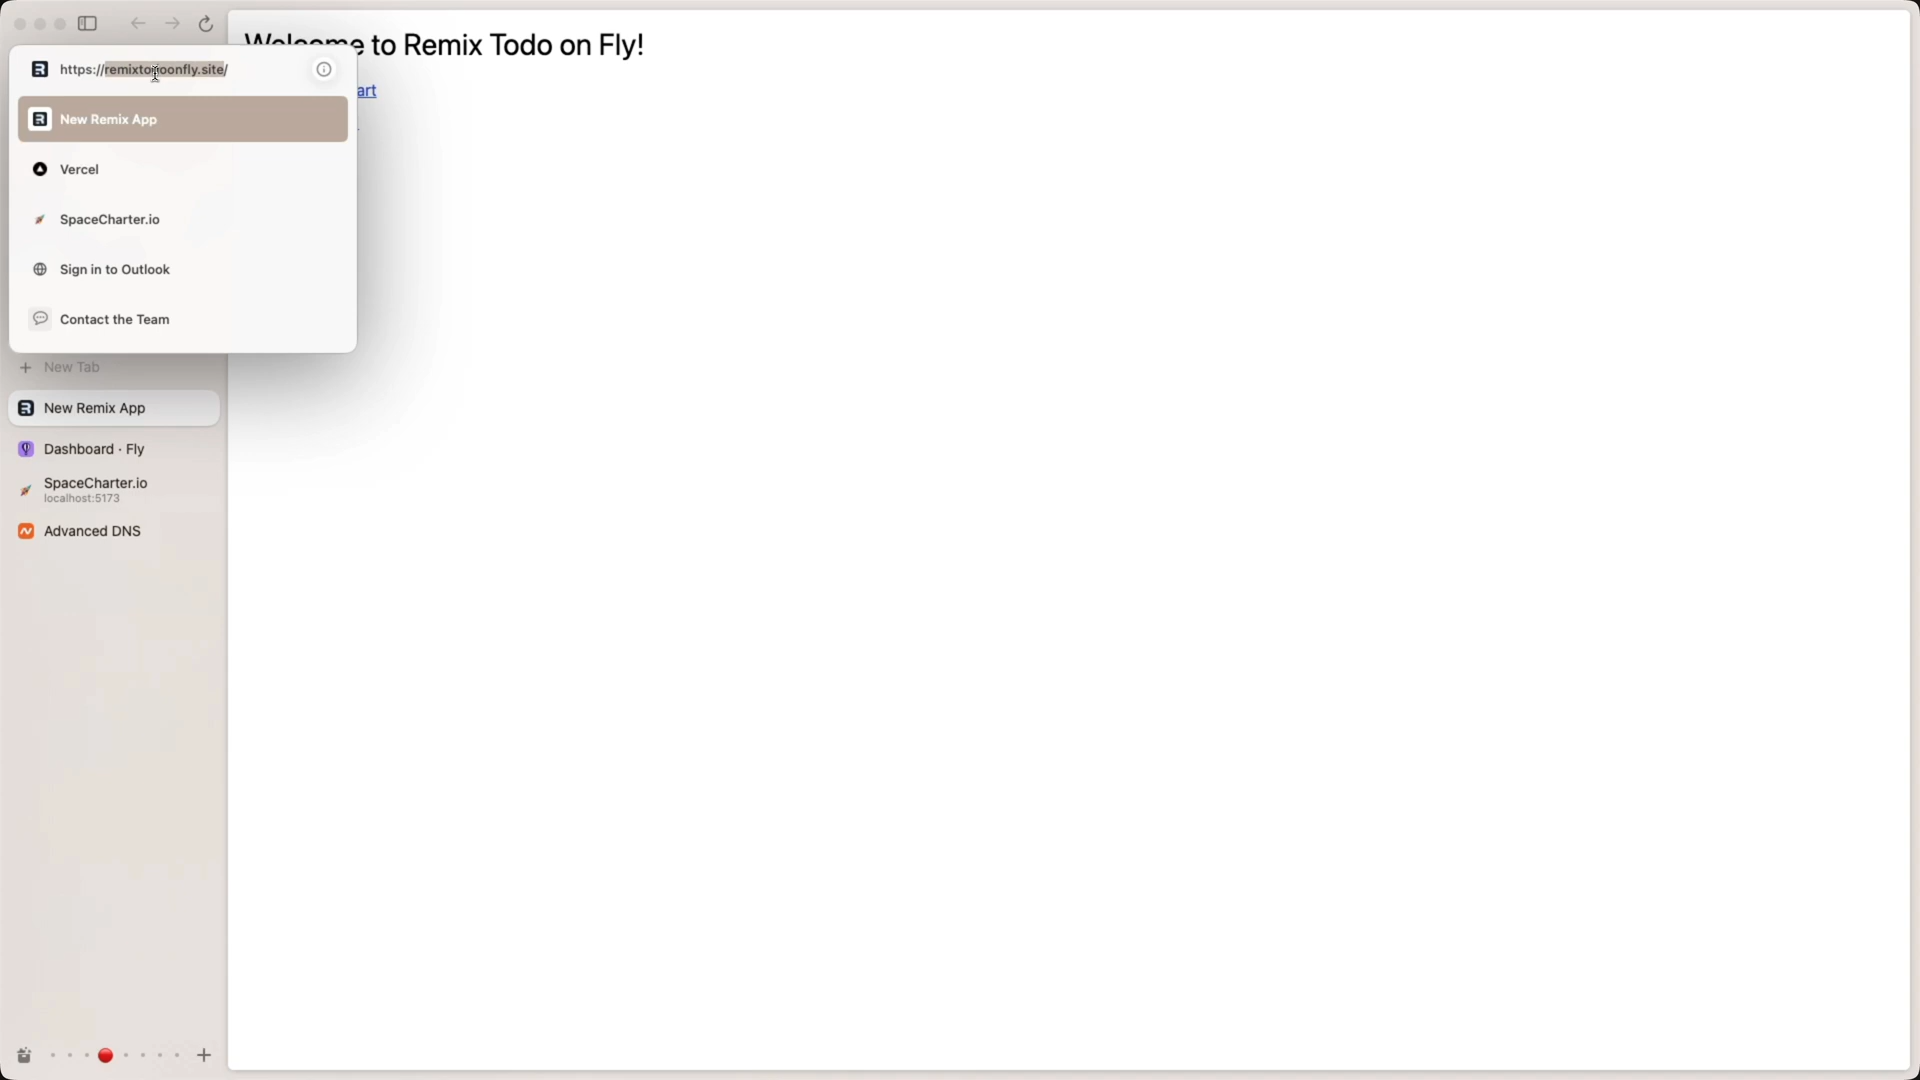 Welcome to Remix Todo on Fly!
https://remixtodoonfly.site/
art
New Remix App
Vercel
SpaceCharter.io
Sign in to Outlook
Contact the Team
New Tab
New Remix App
Dashboard · Fly
SpaceCharter.io
localhost:5173
Advanced DNS